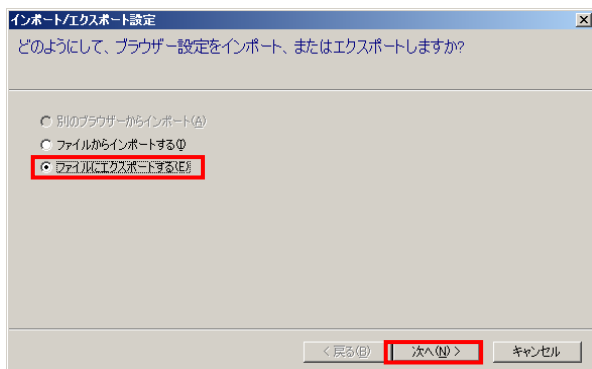 インポート/エクスポート設定
どのようにして、ブラウザー設定をインポート、またはエクスポートしますか?
別のブラウザーからインポート(A)
ファイルからインポートする(I)
ファイルにエクスポートする(E)
< 戻る(B) 次へ(N) > キャンセル